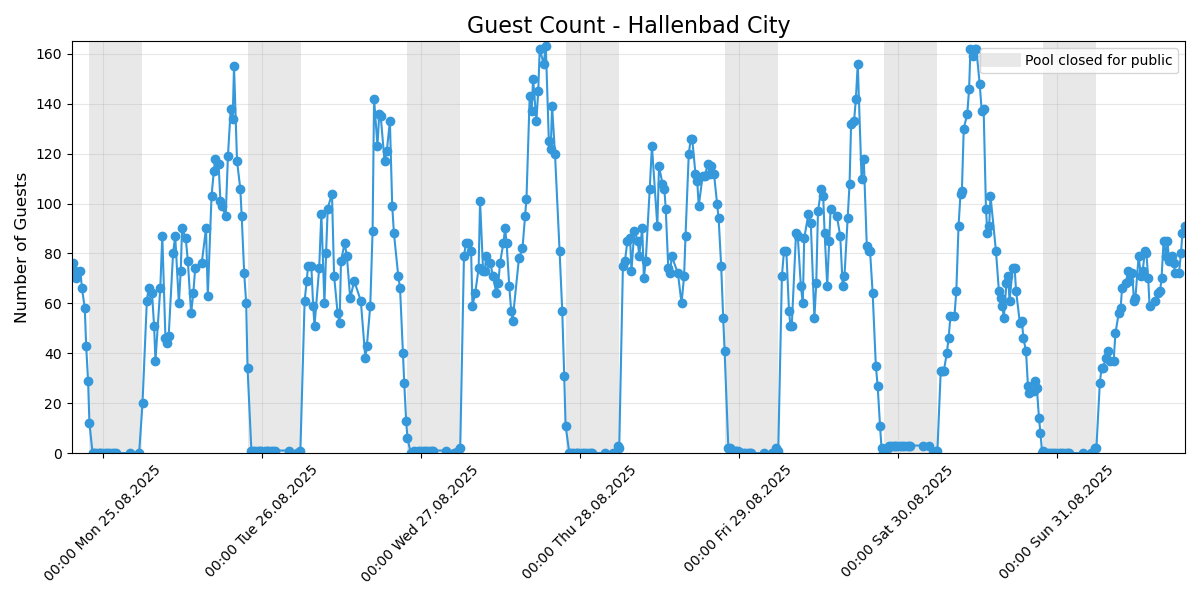 Guest Count - Hallenbad City
Pool closed for public
Number of Guests
160
140
120
100
80
60
40
20
0
00:00 Mon 25.08.2025
00:00 Tue 26.08.2025
00:00 Wed 27.08.2025
00:00 Thu 28.08.2025
00:00 Fri 29.08.2025
00:00 Sat 30.08.2025
00:00 Sun 31.08.2025